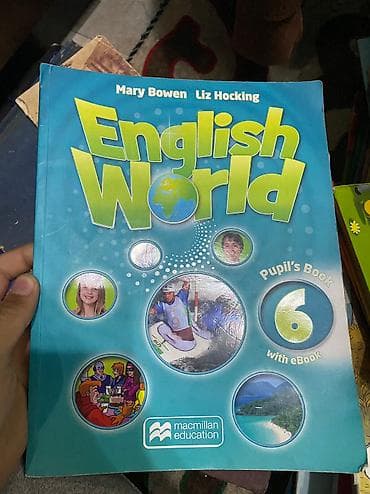 Mary Bowen Liz Hocking
English
World
Pupil's Book
6
with eBook
macmillan
education